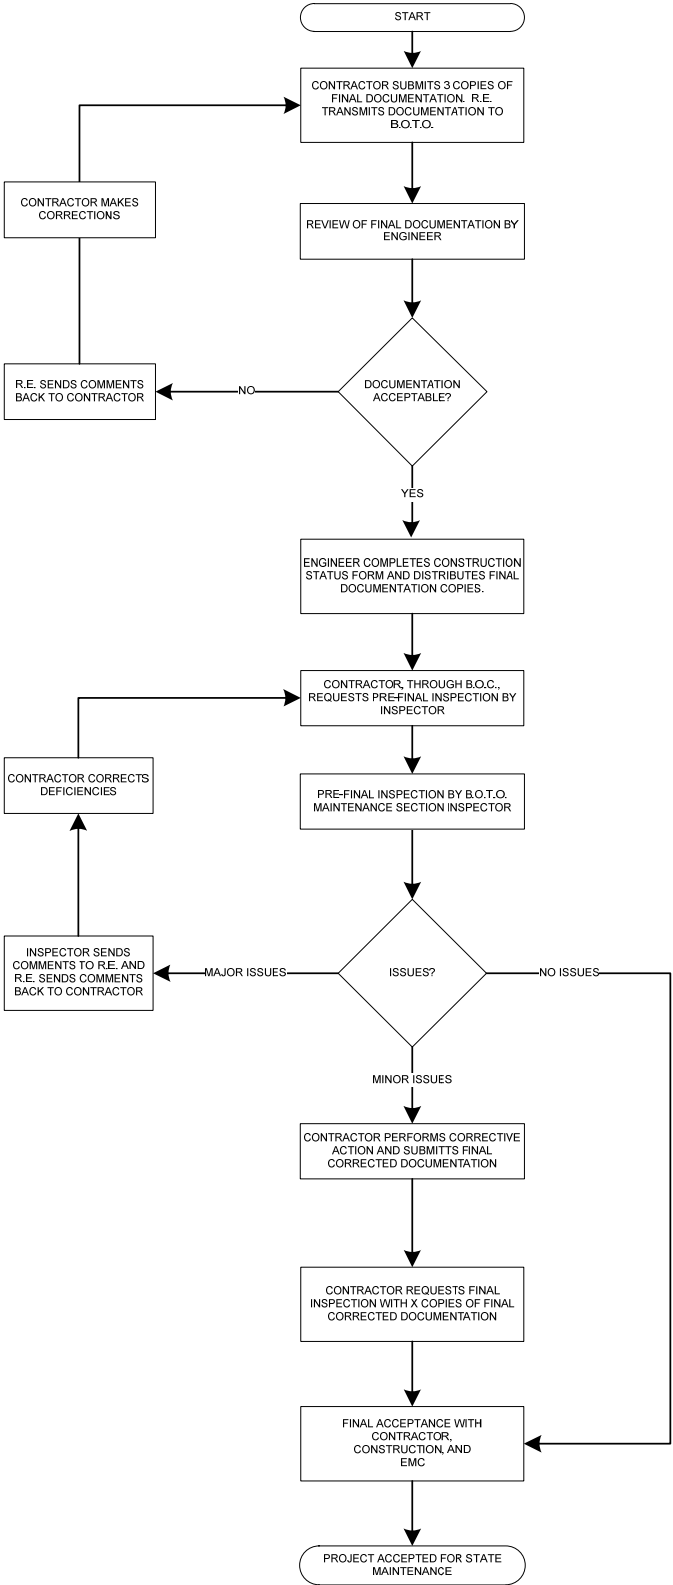 START
CONTRACTOR SUBMITS 3 COPIES OF
FINAL DOCUMENTATION. R.E.
TRANSMITS DOCUMENTATION TO
B.O.T.O.
CONTRACTOR MAKES
CORRECTIONS
REVIEW OF FINAL DOCUMENTATION BY
ENGINEER
R.E. SENDS COMMENTS
BACK TO CONTRACTOR
NO
DOCUMENTATION
ACCEPTABLE?
YES
ENGINEER COMPLETES CONSTRUCTION
STATUS FORM AND DISTRIBUTES FINAL
DOCUMENTATION COPIES.
CONTRACTOR, THROUGH B.O.C.,
REQUESTS PRE-FINAL INSPECTION BY
INSPECTOR
CONTRACTOR CORRECTS
DEFICIENCIES
PRE-FINAL INSPECTION BY B.O.T.O.
MAINTENANCE SECTION INSPECTOR
INSPECTOR SENDS
COMMENTS TO R.E. AND
R.E. SENDS COMMENTS
BACK TO CONTRACTOR
MAJOR ISSUES
ISSUES?
NO ISSUES
MINOR ISSUES
CONTRACTOR PERFORMS CORRECTIVE
ACTION AND SUBMITTS FINAL
CORRECTED DOCUMENTATION
CONTRACTOR REQUESTS FINAL
INSPECTION WITH X COPIES OF FINAL
CORRECTED DOCUMENTATION
FINAL ACCEPTANCE WITH
CONTRACTOR,
CONSTRUCTION, AND
EMC
PROJECT ACCEPTED FOR STATE
MAINTENANCE